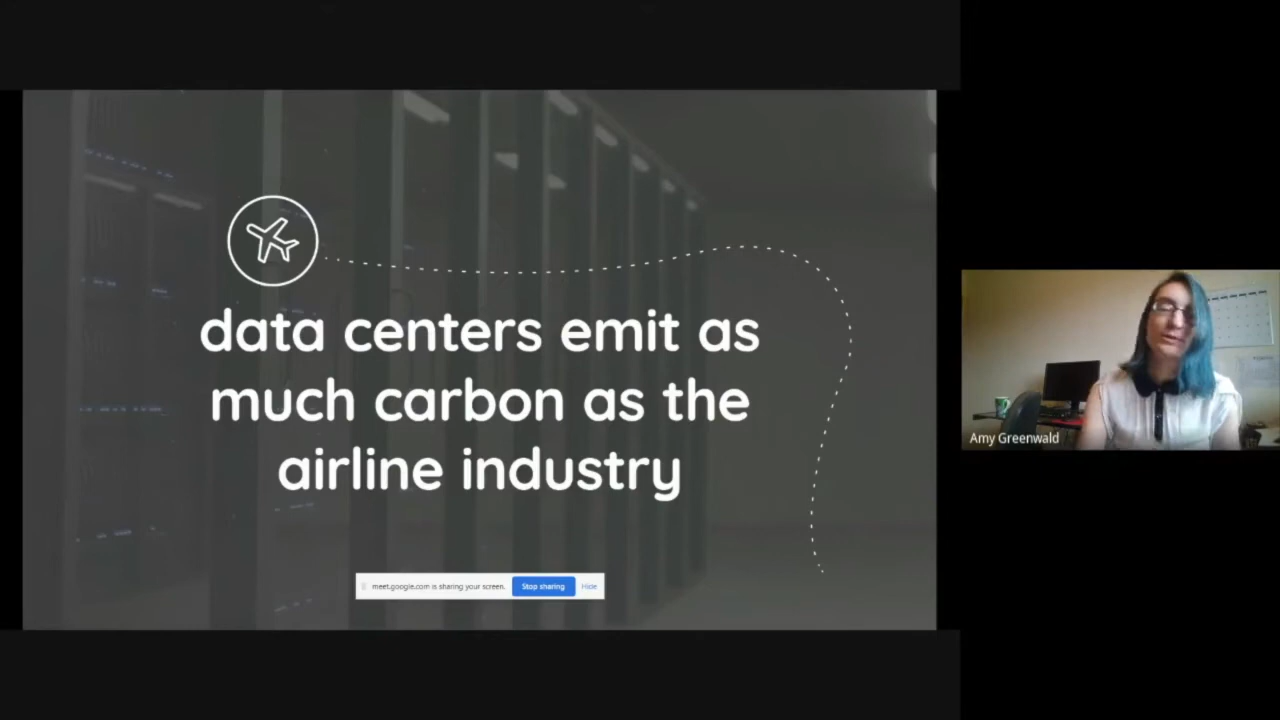 data centers emit as
much carbon as the
airline industry
meet.google.com is sharing your screen. Stop sharing Hide
Amy Greenwald